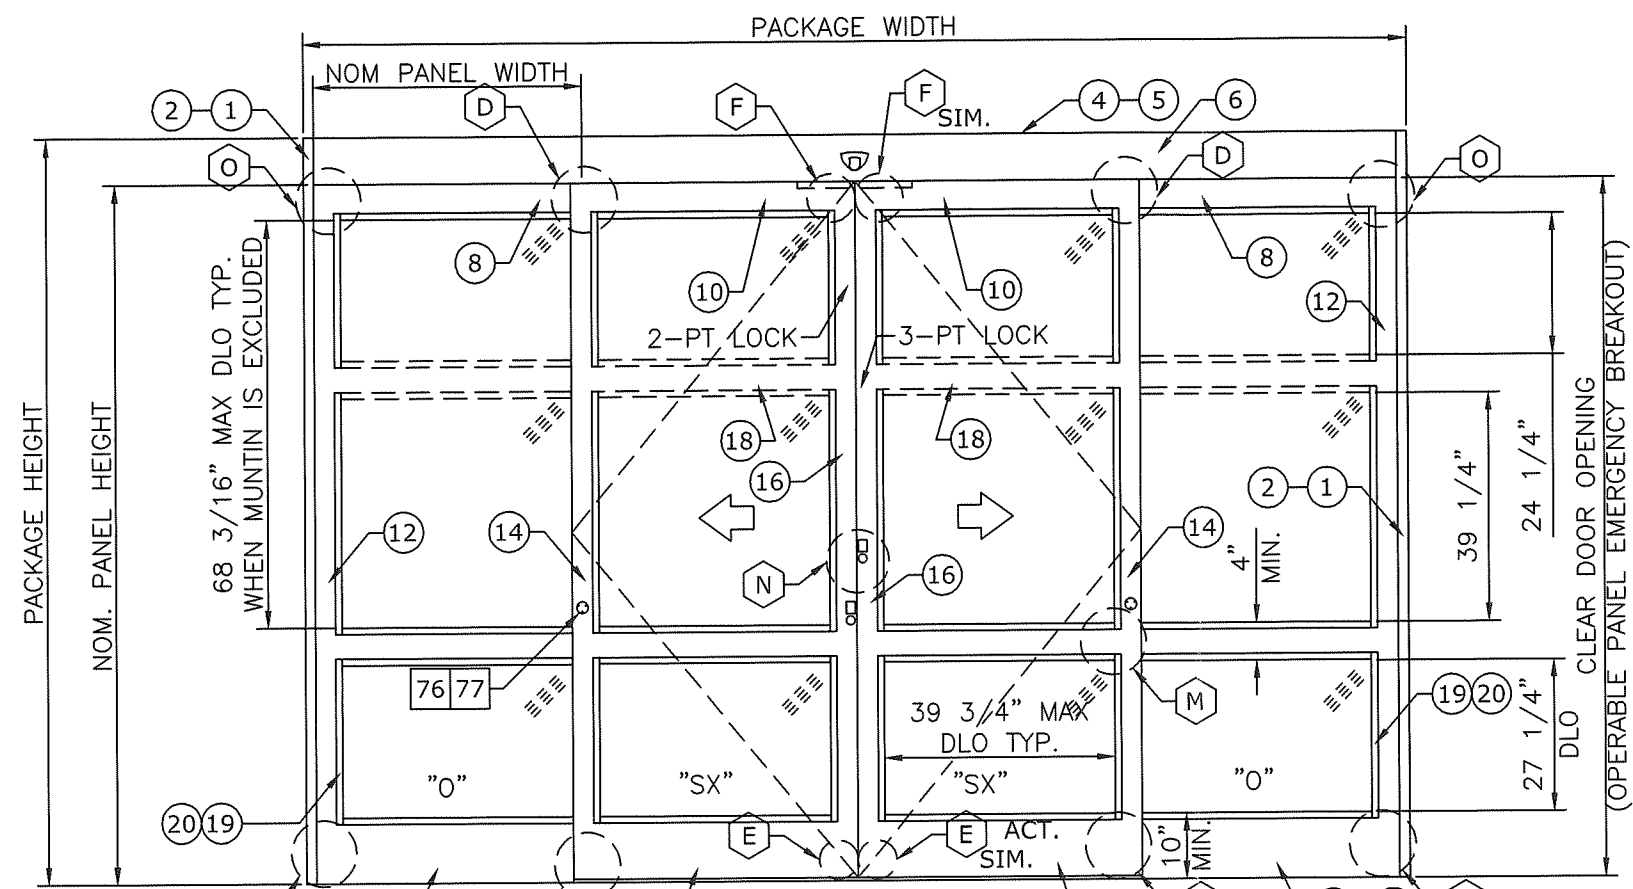 PACKAGE WIDTH
NOM PANEL WIDTH
D
F
F
SIM.
4
5
6
2
1
O
D
O
8
8
10
10
12
2-PT LOCK
3-PT LOCK
68 3/16" MAX DLO TYP.
WHEN MUNTIN IS EXCLUDED
PACKAGE HEIGHT
NOM. PANEL HEIGHT
18
18
16
2
1
12
14
14
N
16
4"
MIN.
39 1/4"
24 1/4"
CLEAR DOOR OPENING
(OPERABLE PANEL EMERGENCY BREAKOUT)
76
77
M
19
20
39 3/4" MAX
DLO TYP.
27 1/4"
DLO
"O"
"SX"
"SX"
"O"
20
19
E
E
ACT.
SIM.
10"
MIN.